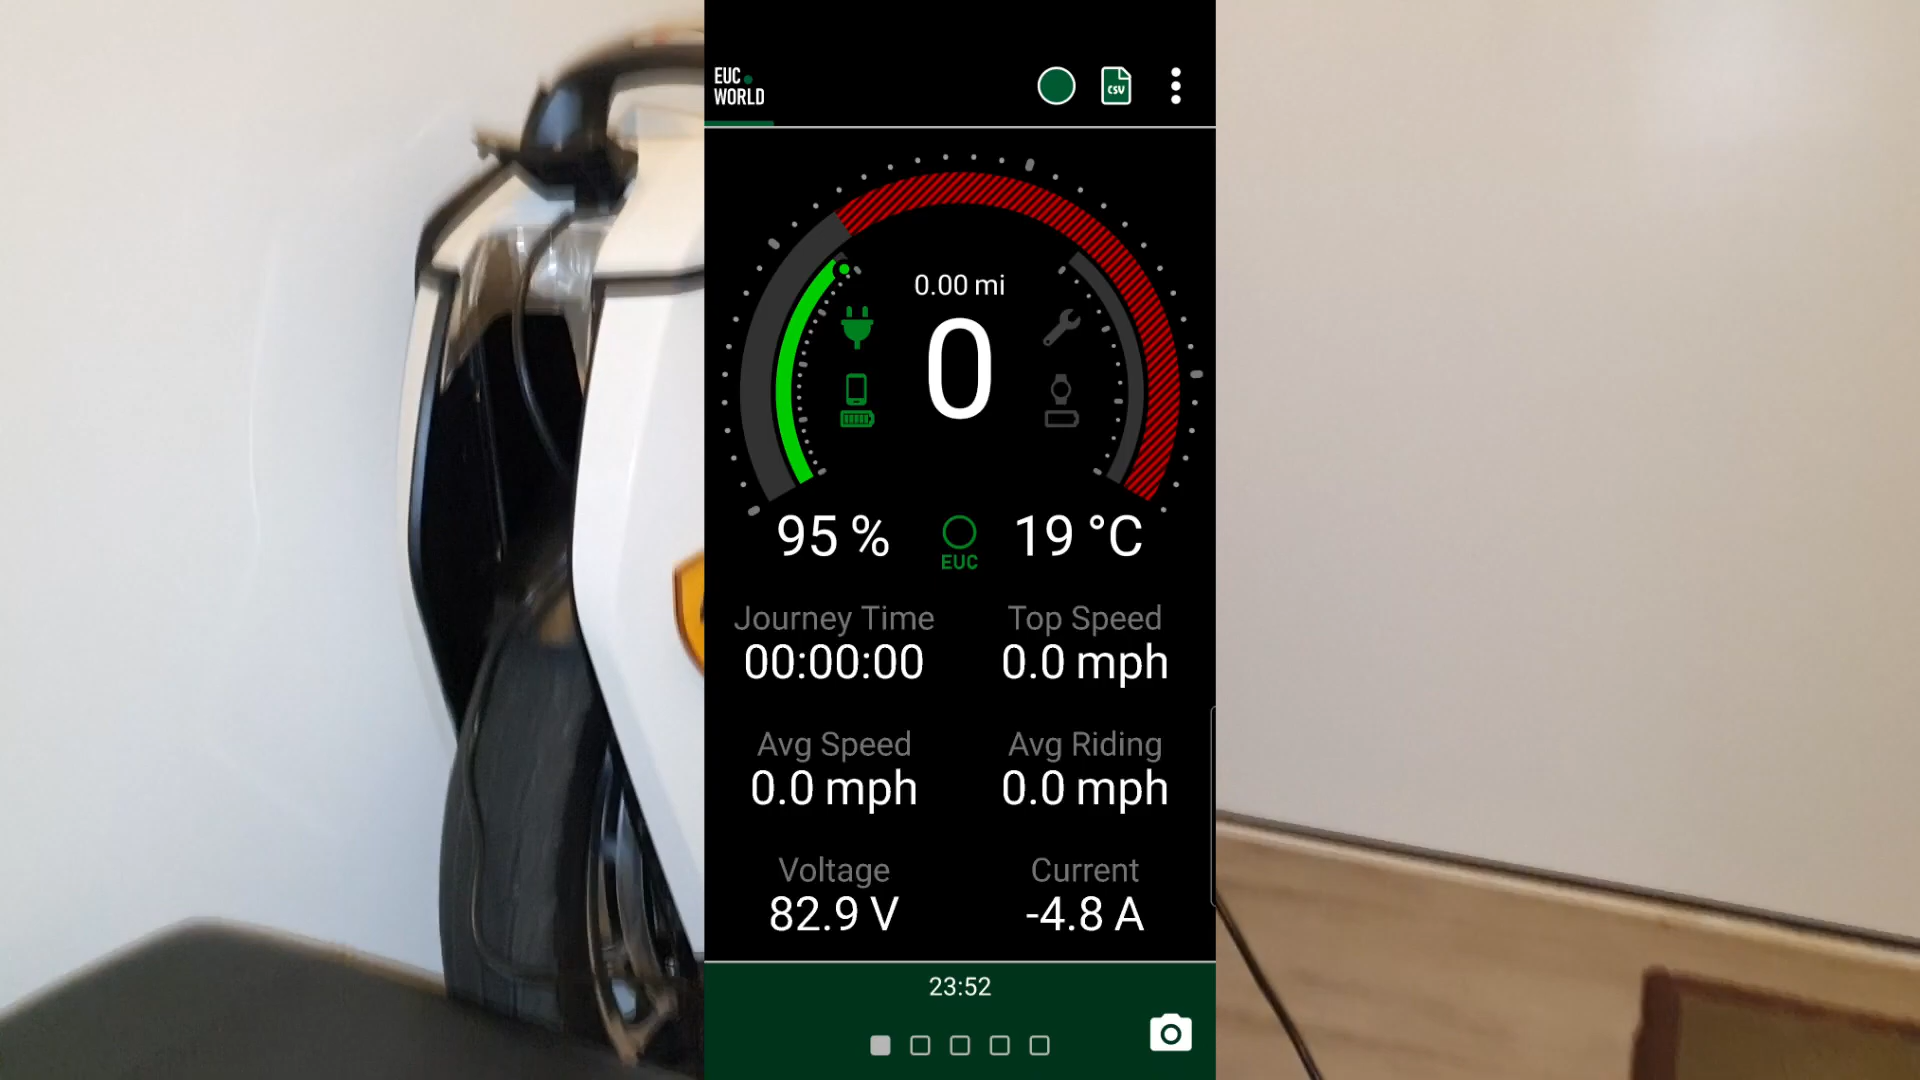 EUC
WORLD
CSV
0.00 mi
0
95 %
EUC
19 °C
Journey Time
Top Speed
00:00:00
0.0 mph
Avg Speed
Avg Riding
0.0 mph
0.0 mph
Voltage
Current
82.9 V
-4.8 A
23:52